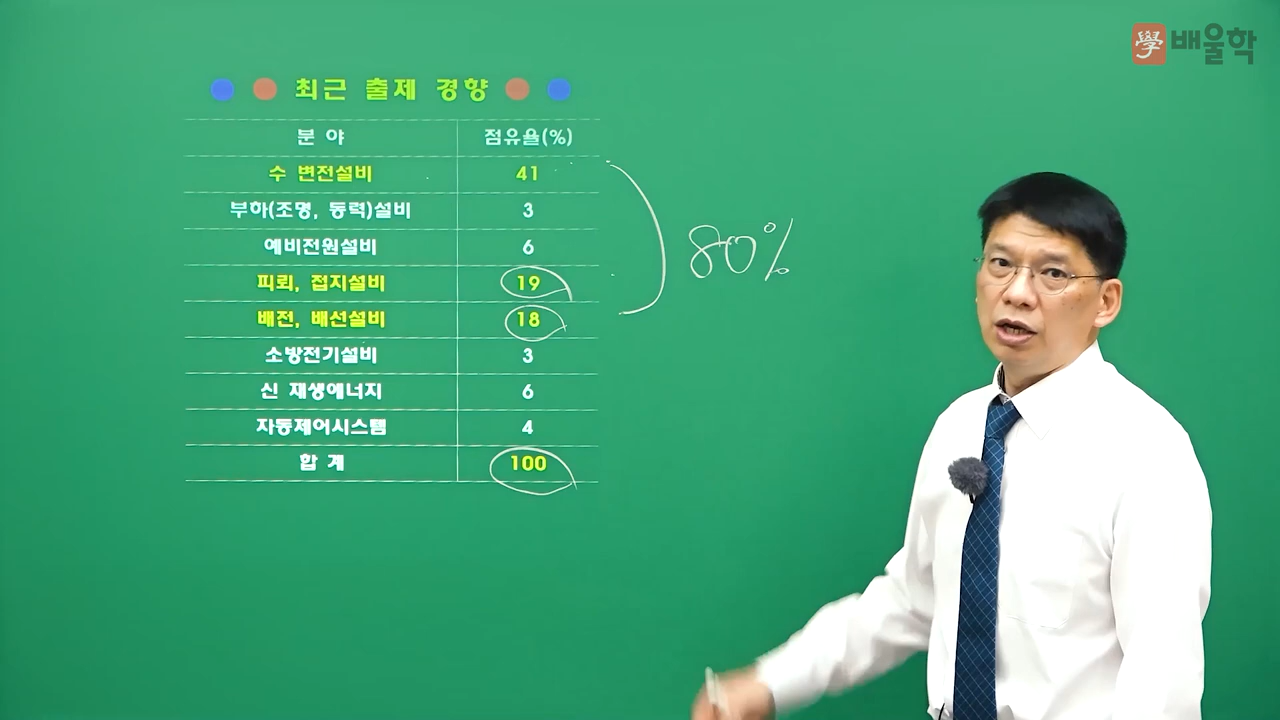 學 배울학
최근 출제 경향
분 야 점유율(%)
수 변전설비 41
부하(조명, 동력)설비 3
예비전원설비 6
피뢰, 접지설비 19
배전, 배선설비 18
소방전기설비 3
신 재생에너지 6
자동제어시스템 4
합 계 100
80%